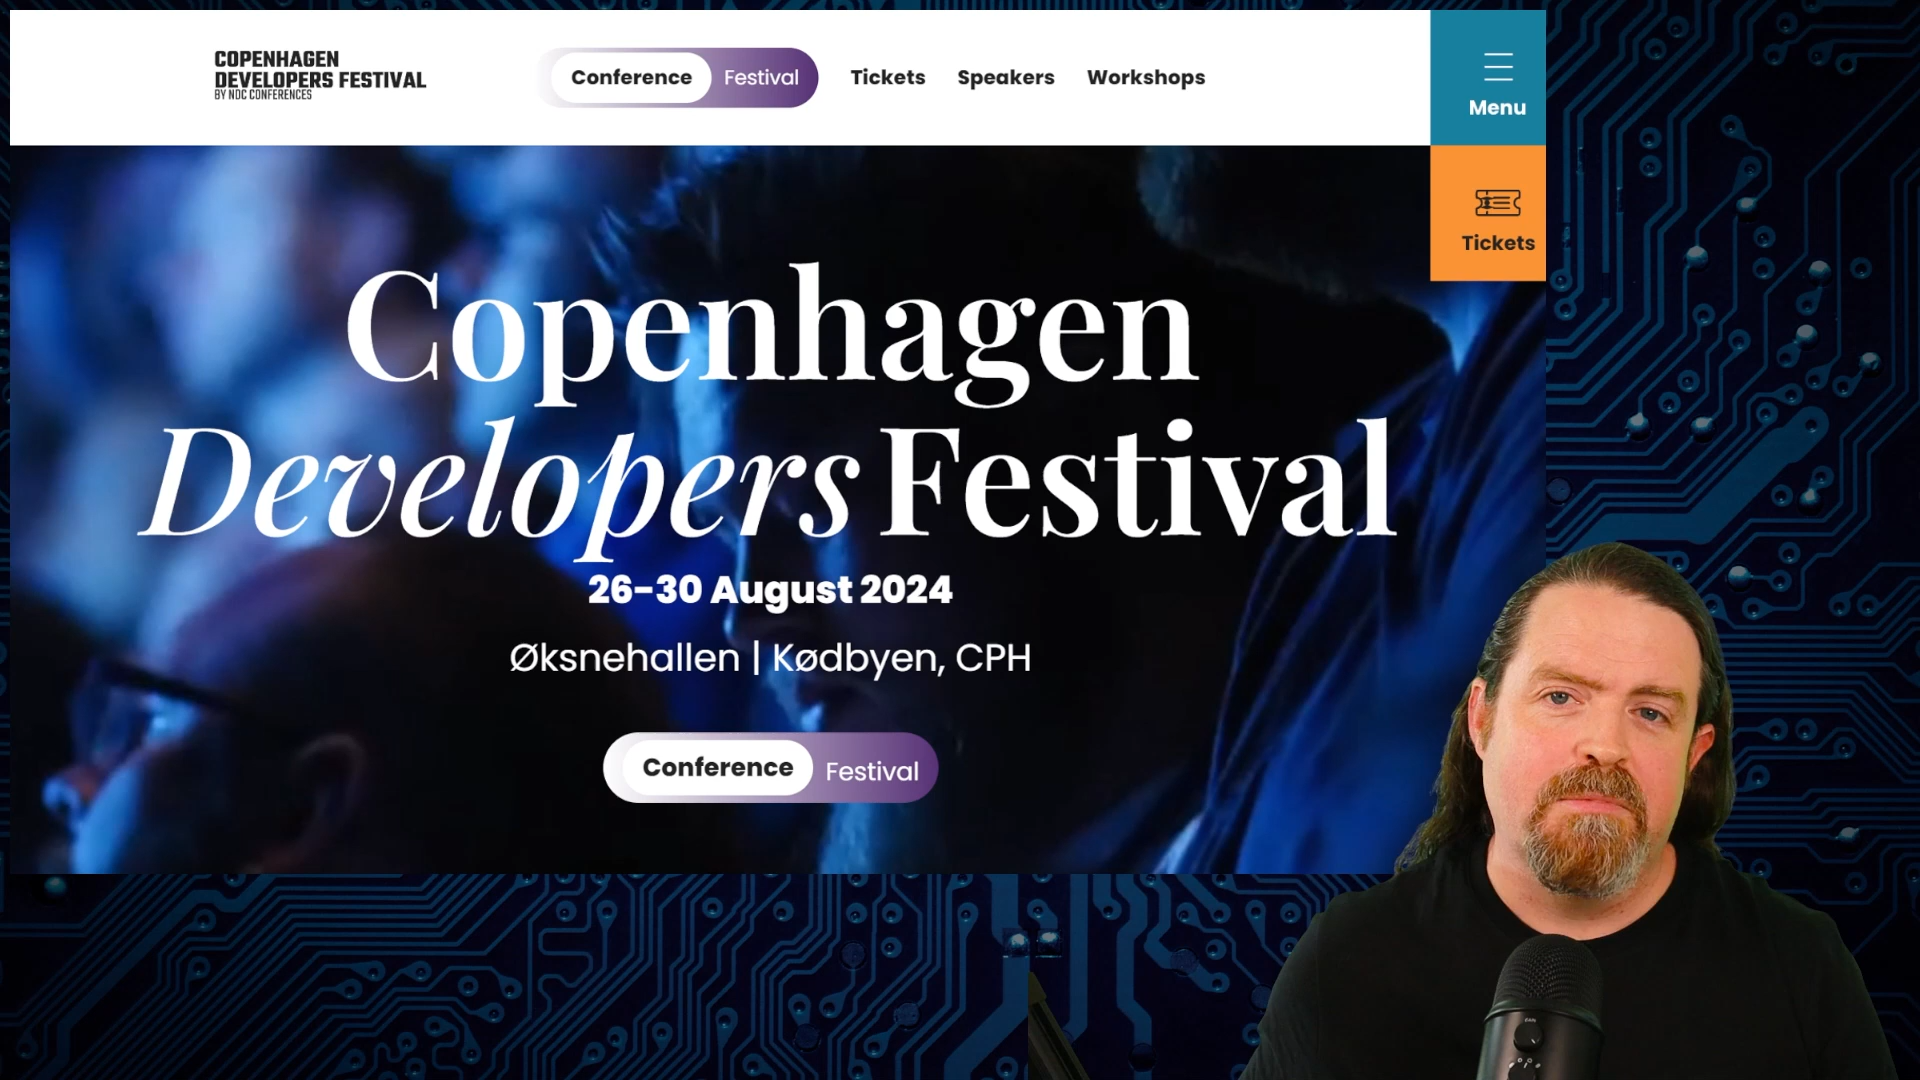 COPENHAGEN
DEVELOPERS FESTIVAL
BY NDC CONFERENCES
Conference Festival Tickets Speakers Workshops
Menu
Tickets
Copenhagen
Developers Festival
26-30 August 2024
Øksnehallen | Kødbyen, CPH
Conference Festival